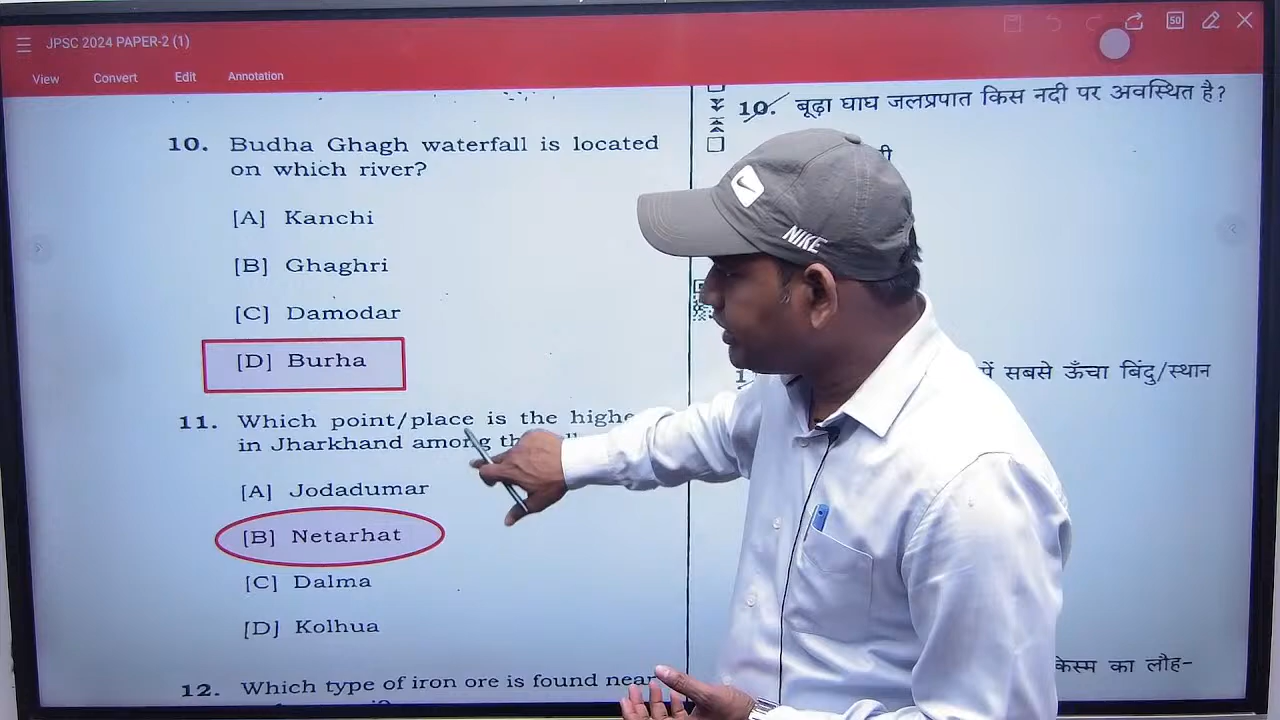 JPSC 2024 PAPER-2 (1)
50
View Convert Edit Annotation
10. Budha Ghagh waterfall is located
on which river?
[A] Kanchi
[B] Ghaghri
[C] Damodar
[D] Burha
11. Which point/place is the
in Jharkhand among
[A] Jodadumar
[B] Netarhat
[C] Dalma
[D] Kolhua
12. Which type of iron ore is found near
10. बूढ़ा घाघ जलप्रपात किस नदी पर अवस्थित है?
में सबसे ऊँचा बिंदु/स्थान
का लौह-
NIKE